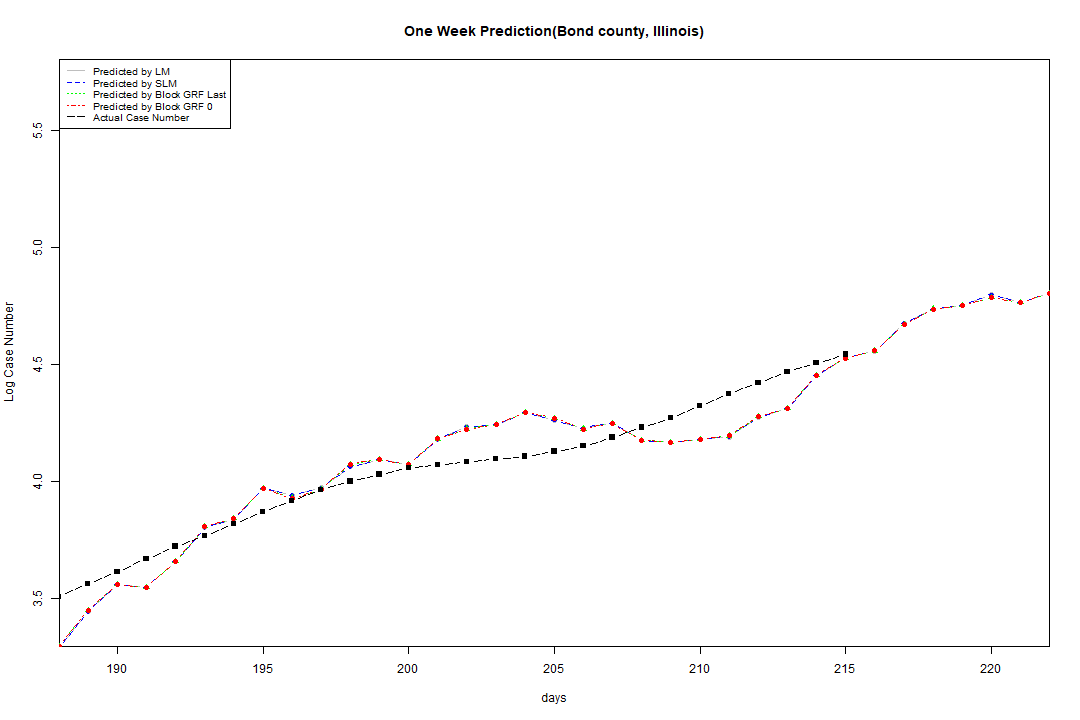 One Week Prediction(Bond county, Illinois)
Predicted by LM
Predicted by SLM
Predicted by Block GRF Last
Predicted by Block GRF 0
Actual Case Number
5.5
5.0
4.5
4.0
3.5
Log Case Number
190 195 200 205 210 215 220
days